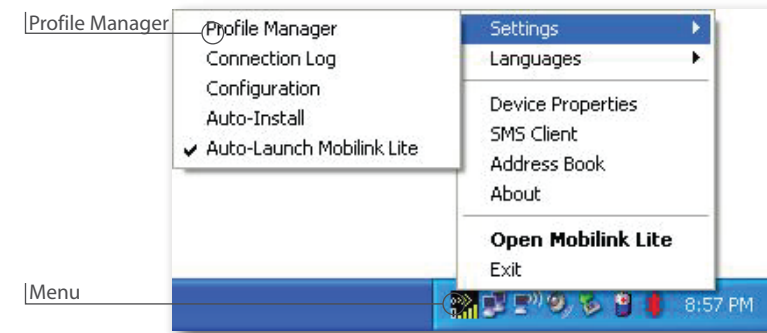 Profile Manager
Profile Manager
Connection Log
Configuration
Auto-Install
Auto-Launch Mobilink Lite
Settings
Languages
Device Properties
SMS Client
Address Book
About
Open Mobilink Lite
Exit
Menu
8:57 PM